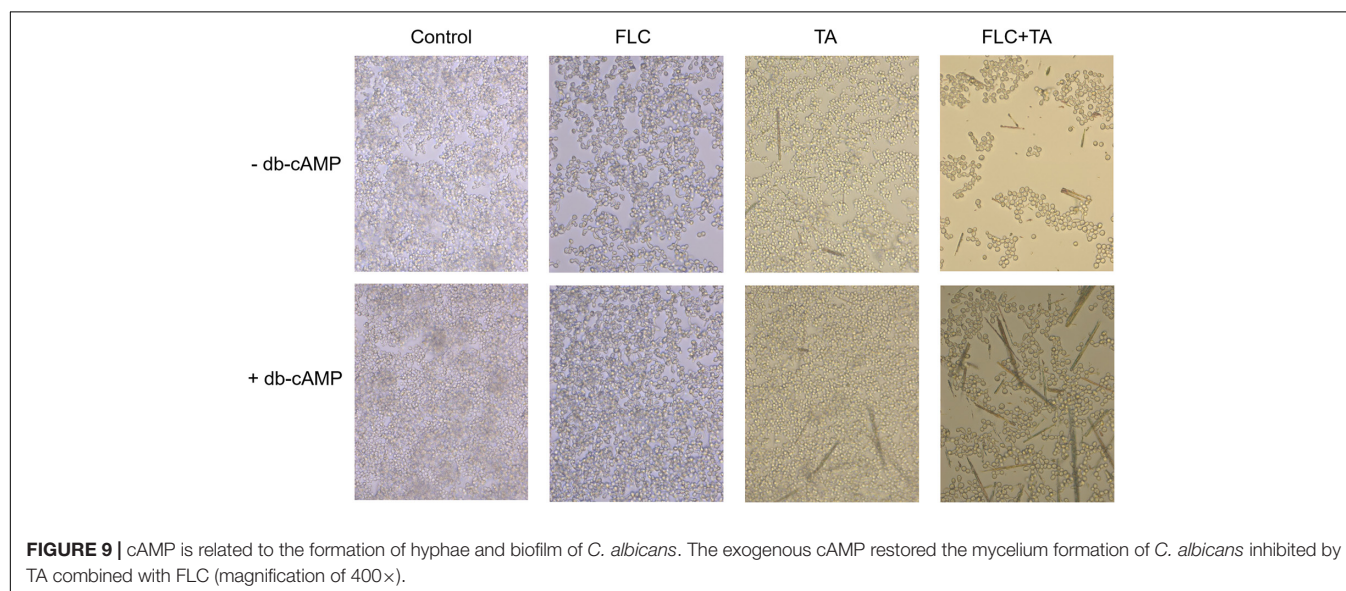 Control FLC TA FLC+TA
- db-cAMP
+ db-cAMP
FIGURE 9 | cAMP is related to the formation of hyphae and biofilm of C. albicans. The exogenous cAMP restored the mycelium formation of C. albicans inhibited by
TA combined with FLC (magnification of 400×).